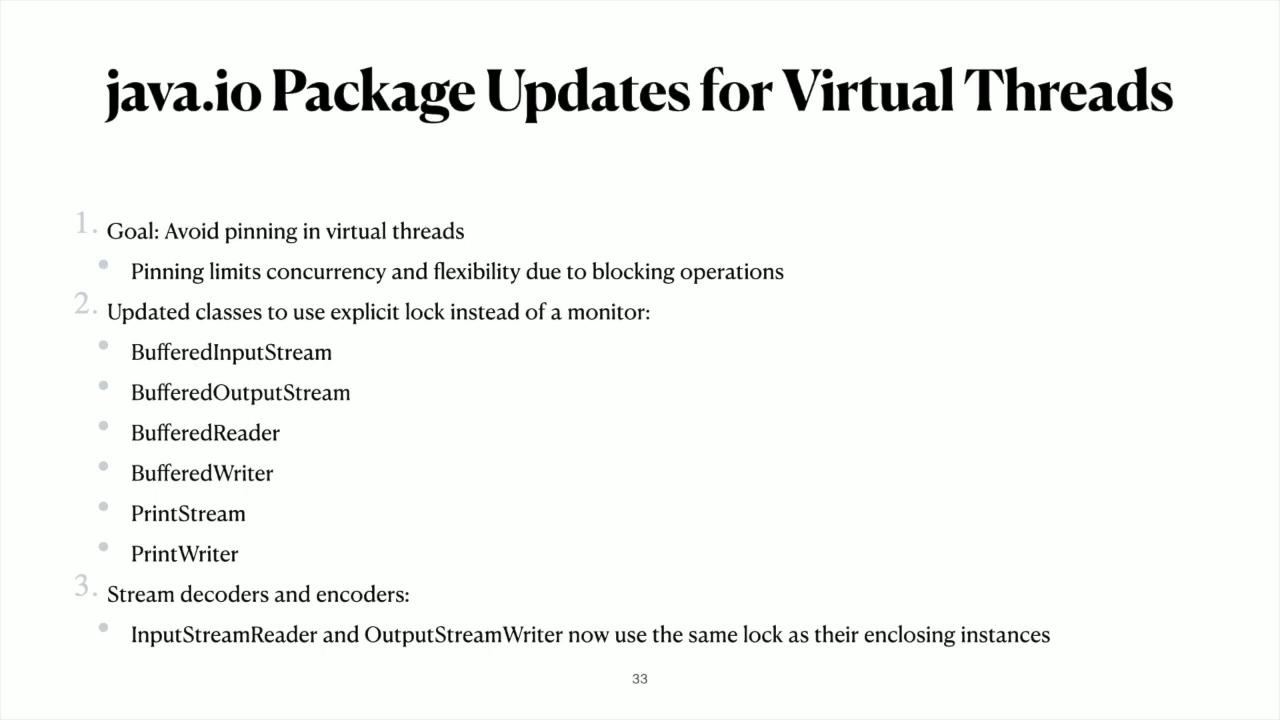 java.io Package Updates for Virtual Threads
1. Goal: Avoid pinning in virtual threads
• Pinning limits concurrency and flexibility due to blocking operations
2. Updated classes to use explicit lock instead of a monitor:
• BufferedInputStream
• BufferedOutputStream
• BufferedReader
• BufferedWriter
• PrintStream
• PrintWriter
3. Stream decoders and encoders:
• InputStreamReader and OutputStreamWriter now use the same lock as their enclosing instances
33